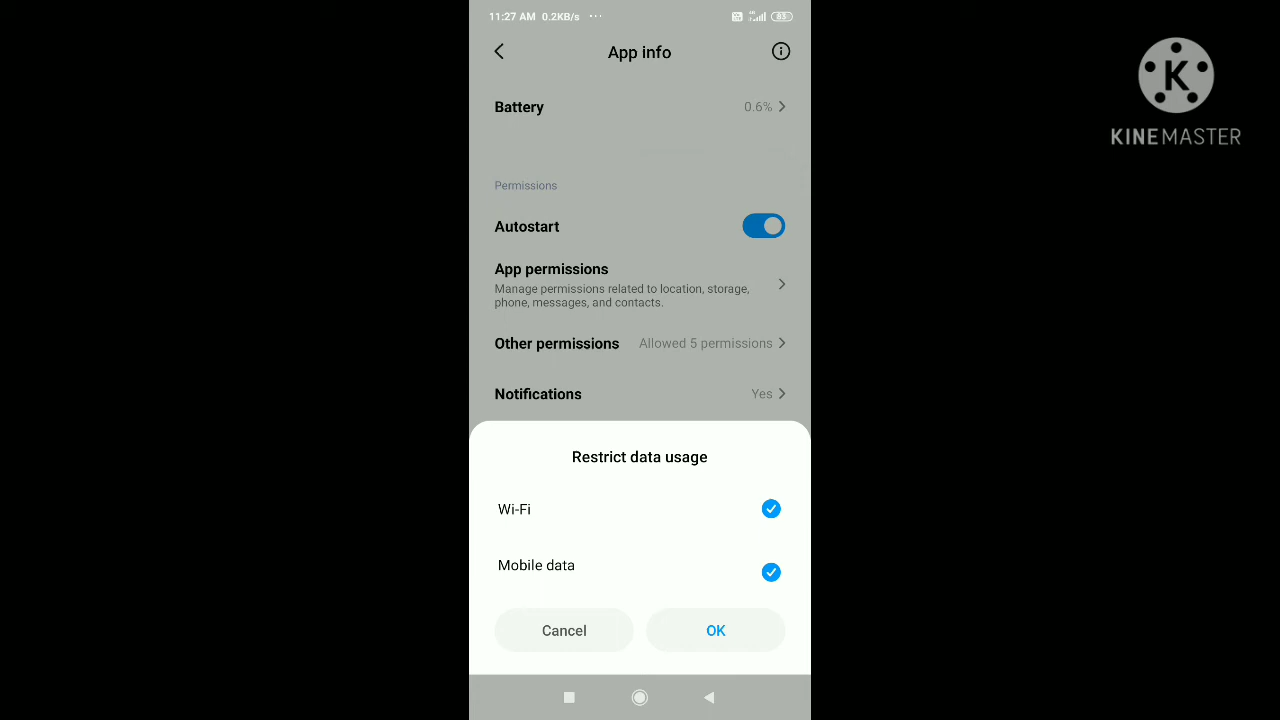 11:27 AM 0.2KB/s ...
83
App info
Battery
0.6%
Permissions
Autostart
App permissions
Manage permissions related to location, storage,
phone, messages, and contacts.
Other permissions
Allowed 5 permissions
Notifications
Yes
Restrict data usage
Wi-Fi
Mobile data
Cancel
OK
K
KINEMASTER